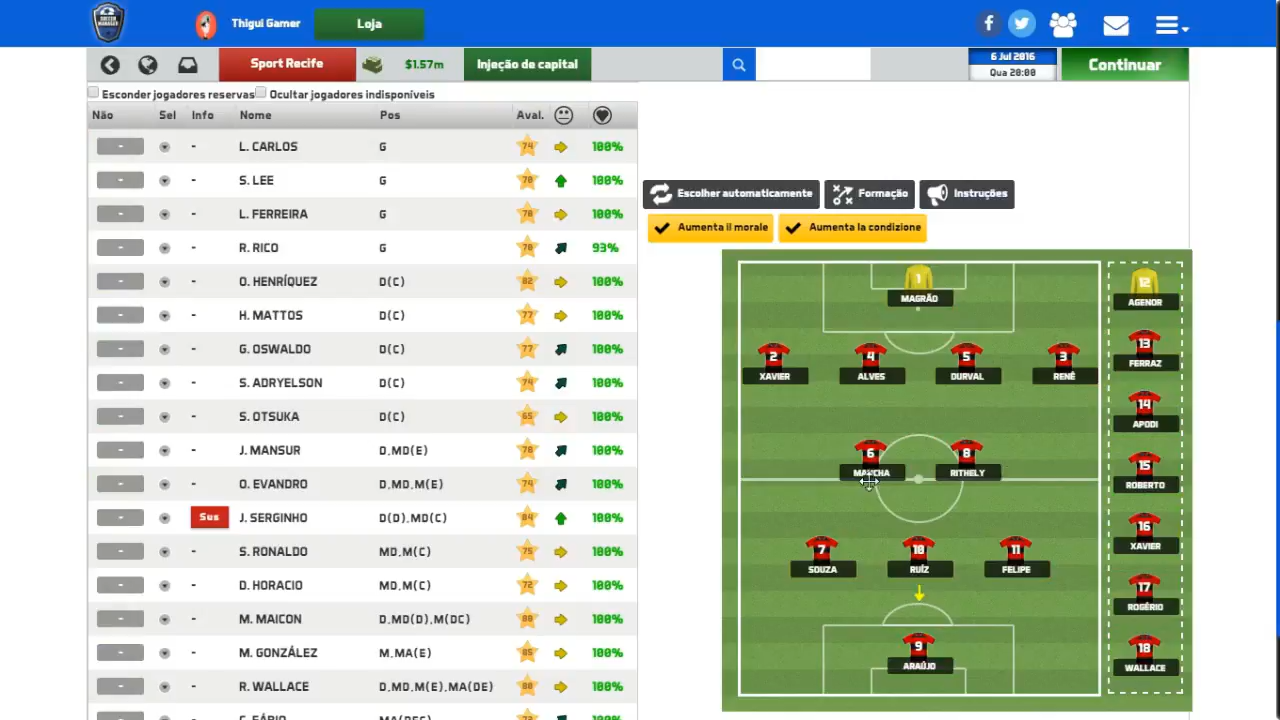 SOCCER MANAGER
Thigui Gamer
Loja
Sport Recife
$1.57m
Injeção de capital
6 Jul 2016
Qua 20:00
Continuar
Esconder jogadores reservas
Ocultar jogadores indisponíveis
Não Sel Info Nome Pos Aval.
- - L. CARLOS G 74 100%
- - S. LEE G 70 100%
- - L. FERREIRA G 70 100%
- - R. RICO G 70 93%
- - O. HENRÍQUEZ D(C) 82 100%
- - H. MATTOS D(C) 77 100%
- - G. OSWALDO D(C) 77 100%
- - S. ADRYELSON D(C) 74 100%
- - S. OTSUKA D(C) 65 100%
- - J. MANSUR D,MD(E) 78 100%
- - O. EVANDRO D,MD,M(E) 74 100%
- Sus J. SERGINHO D(D),MD(C) 84 100%
- - S. RONALDO MD,M(C) 75 100%
- - D. HORACIO MD,M(C) 72 100%
- - M. MAICON D,MD(D),M(DC) 80 100%
- - M. GONZÁLEZ M,MA(E) 85 100%
- - R. WALLACE D,MD,M(E),MA(DE) 80 100%
Escolher automaticamente
Formação
Instruções
Aumenta il morale
Aumenta la condizione
1
MAGRÃO
2
XAVIER
4
ALVES
5
DURVAL
3
RENÊ
6
MANCHA
8
RITHELY
7
SOUZA
10
RUÍZ
11
FELIPE
9
ARAÚJO
12
AGENOR
13
FERRAZ
14
APODI
15
ROBERTO
16
XAVIER
17
ROGÉRIO
18
WALLACE